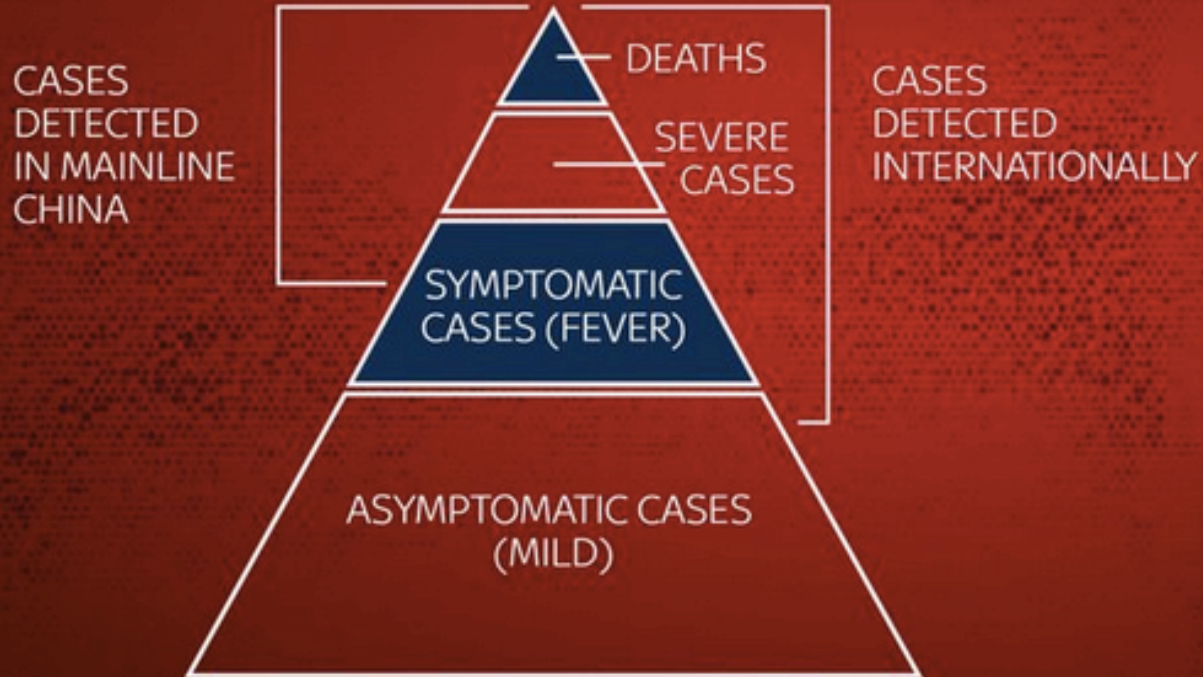 CASES
DETECTED
IN MAINLINE
CHINA
DEATHS
SEVERE
CASES
CASES
DETECTED
INTERNATIONALLY
SYMPTOMATIC
CASES (FEVER)
ASYMPTOMATIC CASES
(MILD)